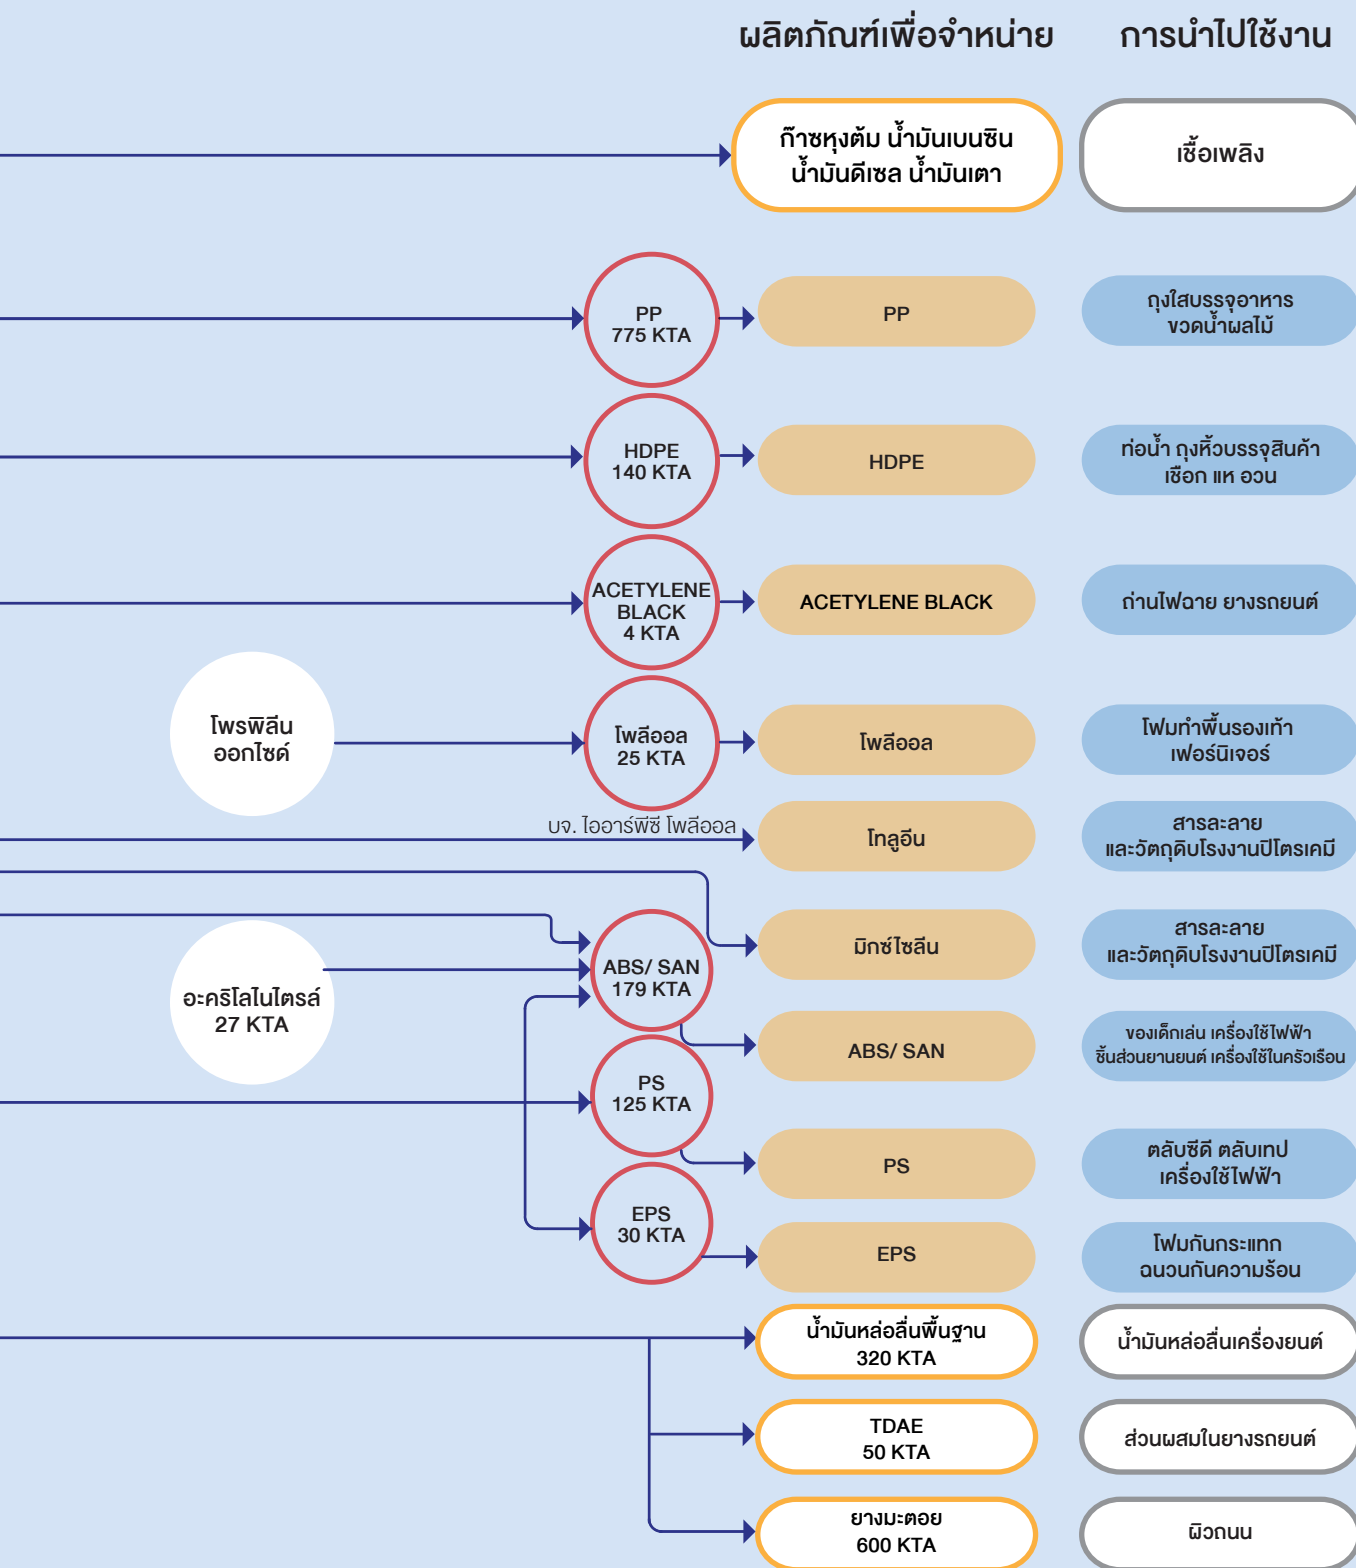 ผลิตภัณฑ์เพื่อจำหน่าย
การนำไปใช้งาน
ก๊าซหุงต้ม น้ำมันเบนซิน
น้ำมันดีเซล น้ำมันเตา
เชื้อเพลิง
PP
775 KTA
PP
ถุงใสบรรจุอาหาร
ขวดน้ำผลไม้
HDPE
140 KTA
HDPE
ท่อน้ำ ถุงหิ้วบรรจุสินค้า
เชือก แห อวน
ACETYLENE
BLACK
4 KTA
ACETYLENE BLACK
ถ่านไฟฉาย ยางรถยนต์
โพรพิลีน
ออกไซด์
โพลีออล
25 KTA
โพลีออล
โฟมทำพื้นรองเท้า
เฟอร์นิเจอร์
บจ. ไออาร์พีซี โพลีออล
โทลูอีน
สารละลาย
และวัตถุดิบโรงงานปิโตรเคมี
มิกซ์ไซลีน
สารละลาย
และวัตถุดิบโรงงานปิโตรเคมี
อะคริโลไนไตรล์
27 KTA
ABS/ SAN
179 KTA
ABS/ SAN
ของเด็กเล่น เครื่องใช้ไฟฟ้า
ชิ้นส่วนยานยนต์ เครื่องใช้ในครัวเรือน
PS
125 KTA
PS
ตลับซีดี ตลับเทป
เครื่องใช้ไฟฟ้า
EPS
30 KTA
EPS
โฟมกันกระแทก
ฉนวนกันความร้อน
น้ำมันหล่อลื่นพื้นฐาน
320 KTA
น้ำมันหล่อลื่นเครื่องยนต์
TDAE
50 KTA
ส่วนผสมในยางรถยนต์
ยางมะตอย
600 KTA
ผิวถนน